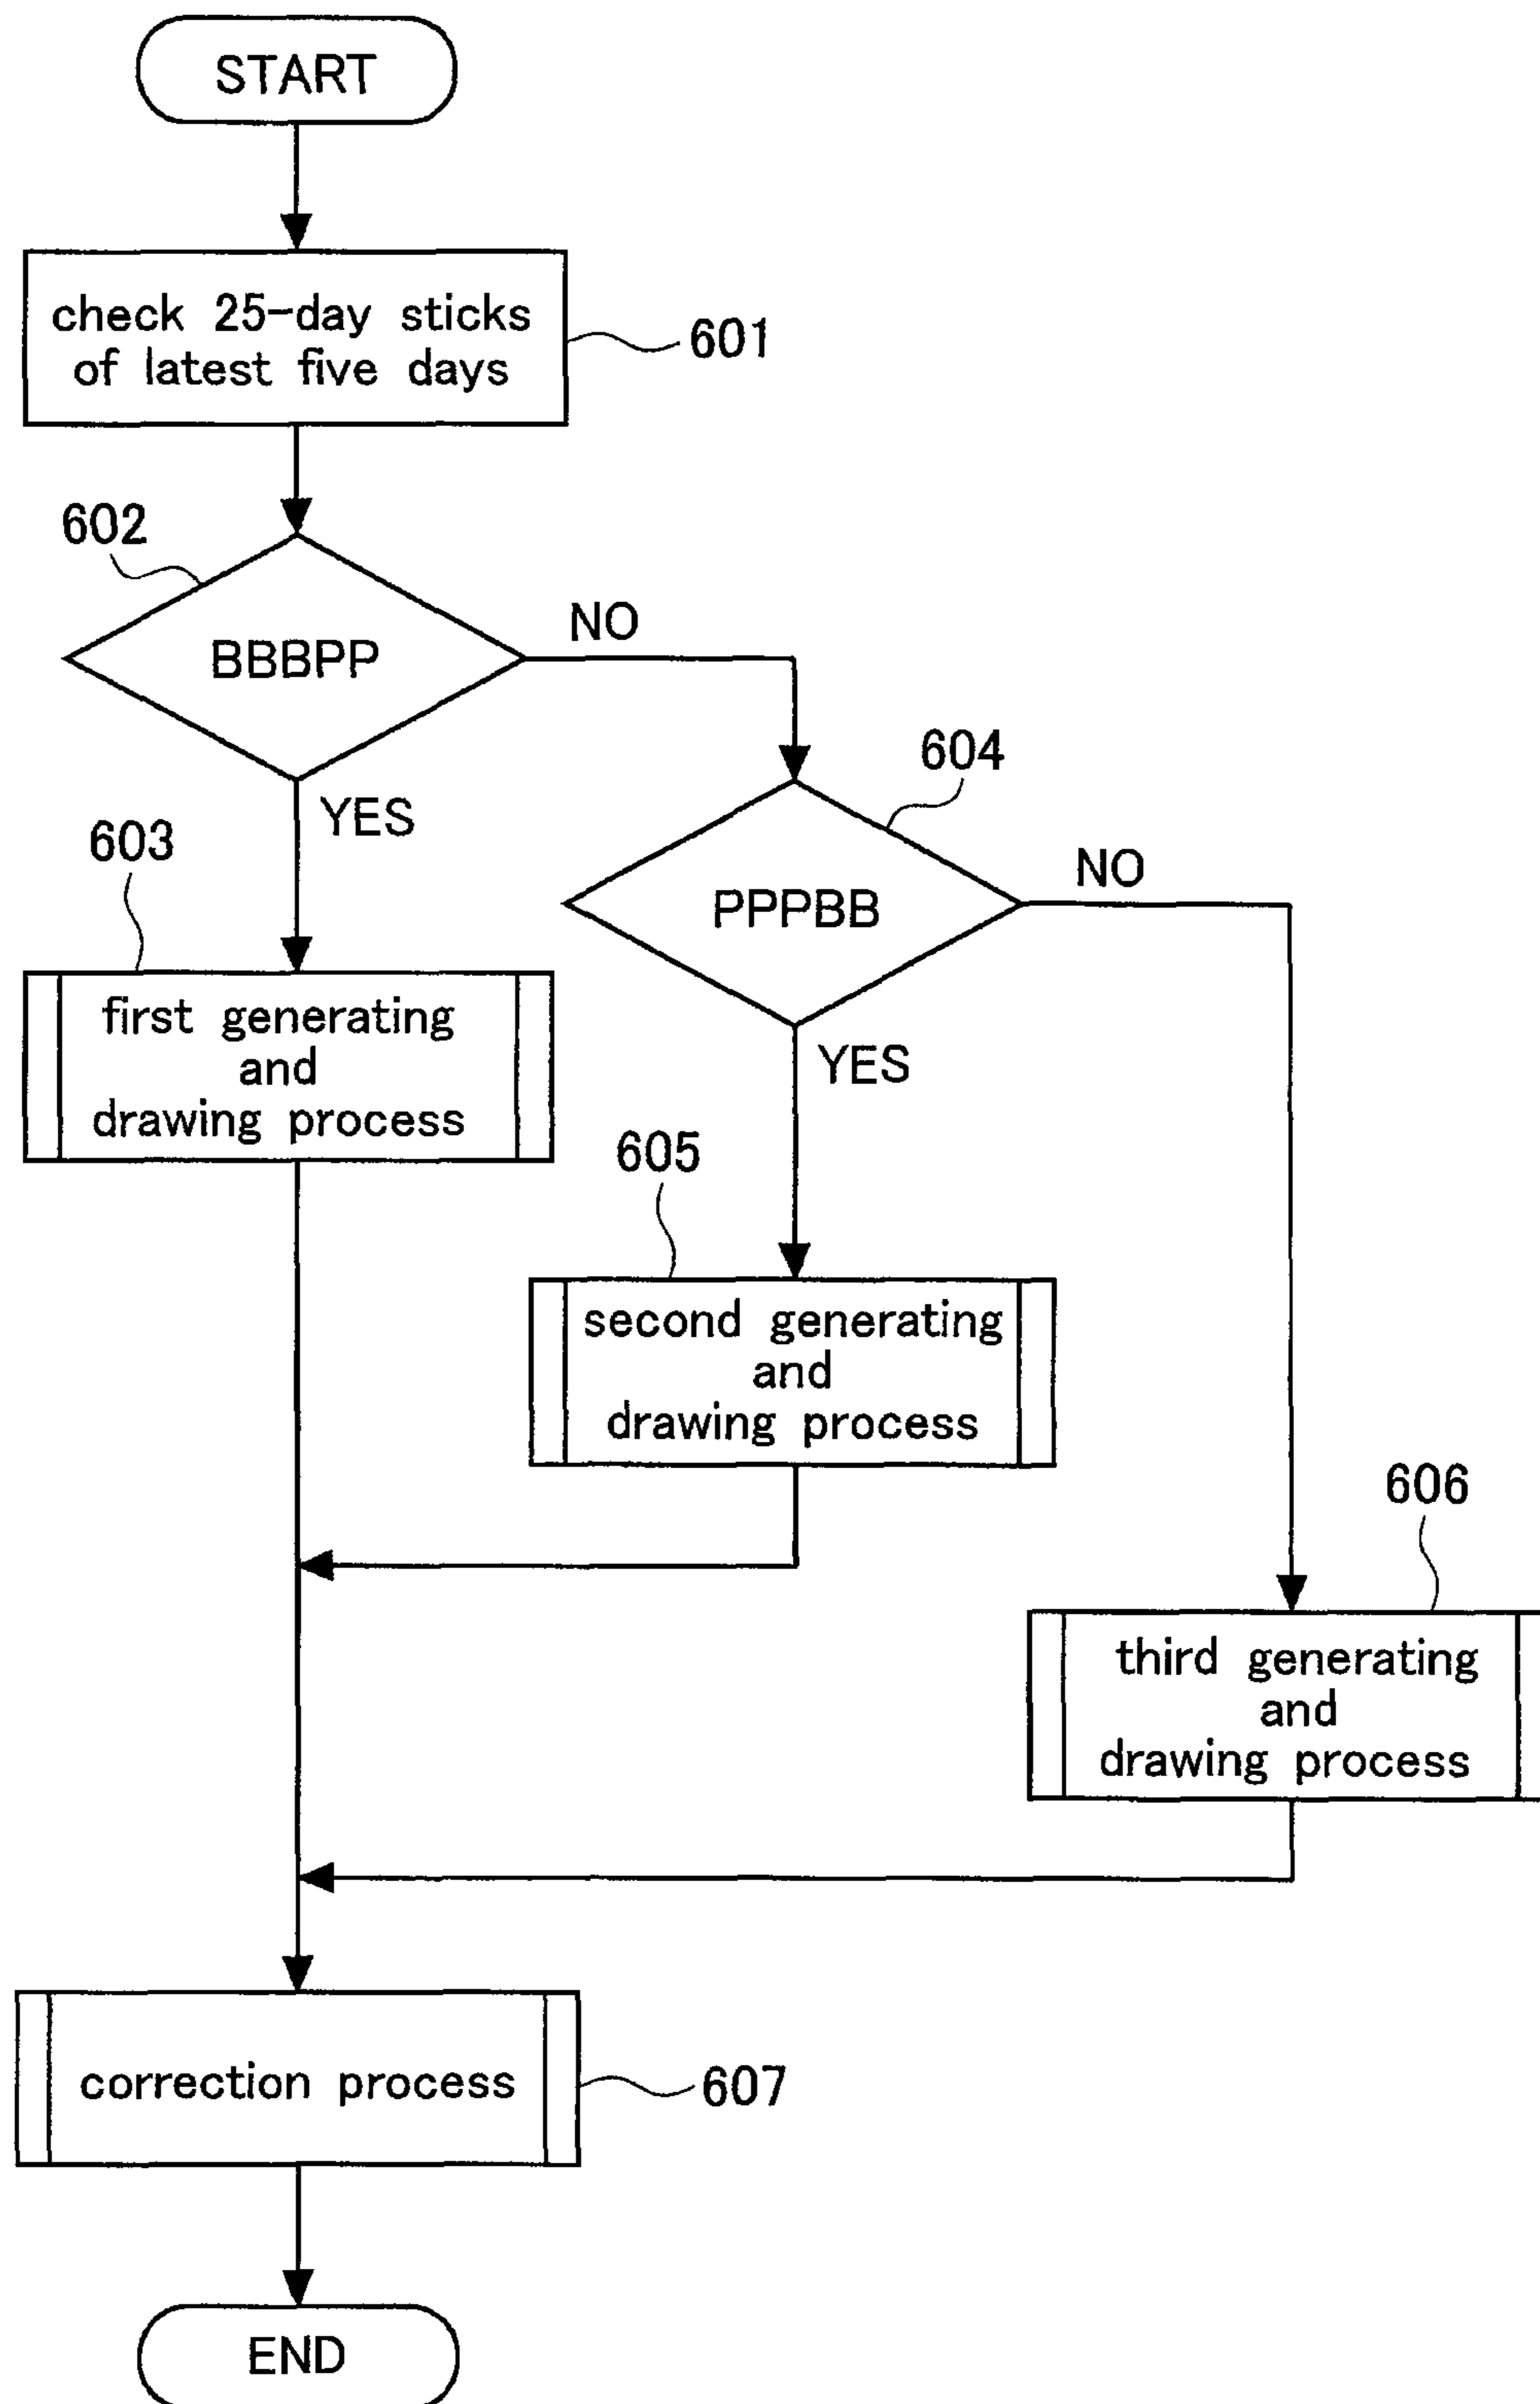 START
check 25-day sticks
of latest five days
601
602
BBBPP
NO
YES
604
PPPBB
NO
YES
603
first generating
and
drawing process
605
second generating
and
drawing process
606
third generating
and
drawing process
correction process
607
END